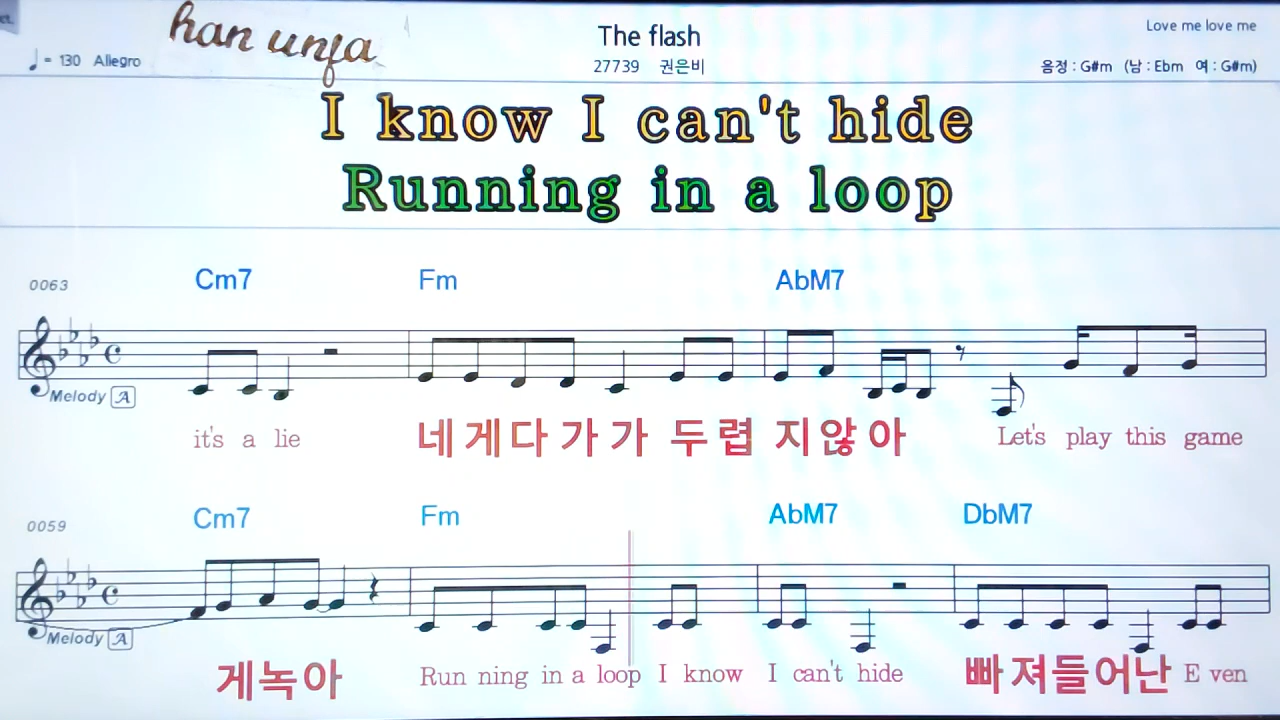 ct.
han unfa
The flash
Love me love me
♩ = 130 Allegro
27739 권은비
음정 : G#m (남 : Ebm 여 : G#m)
I know I can't hide
Running in a loop
0063
Cm7 Fm AbM7
Melody A
it's a lie 네 게 다 가 가 두 렵 지 않 아 Let's play this game
0059
Cm7 Fm AbM7 DbM7
Melody A
게 녹 아 Run ning in a loop I know I can't hide 빠 져 들 어 난 E ven